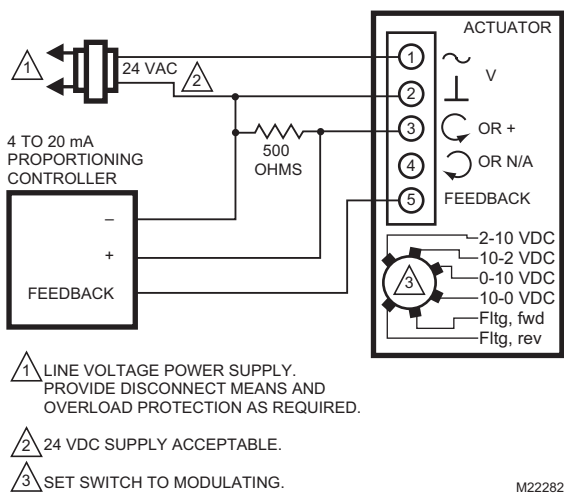 ACTUATOR
1
24 VAC
2
1
V
2
4 TO 20 mA
PROPORTIONING
CONTROLLER
500
OHMS
3
OR +
4
OR N/A
5
FEEDBACK
–
+
FEEDBACK
3
2-10 VDC
10-2 VDC
0-10 VDC
10-0 VDC
Fltg, fwd
Fltg, rev
1 LINE VOLTAGE POWER SUPPLY.
PROVIDE DISCONNECT MEANS AND
OVERLOAD PROTECTION AS REQUIRED.
2 24 VDC SUPPLY ACCEPTABLE.
3 SET SWITCH TO MODULATING.
M22282